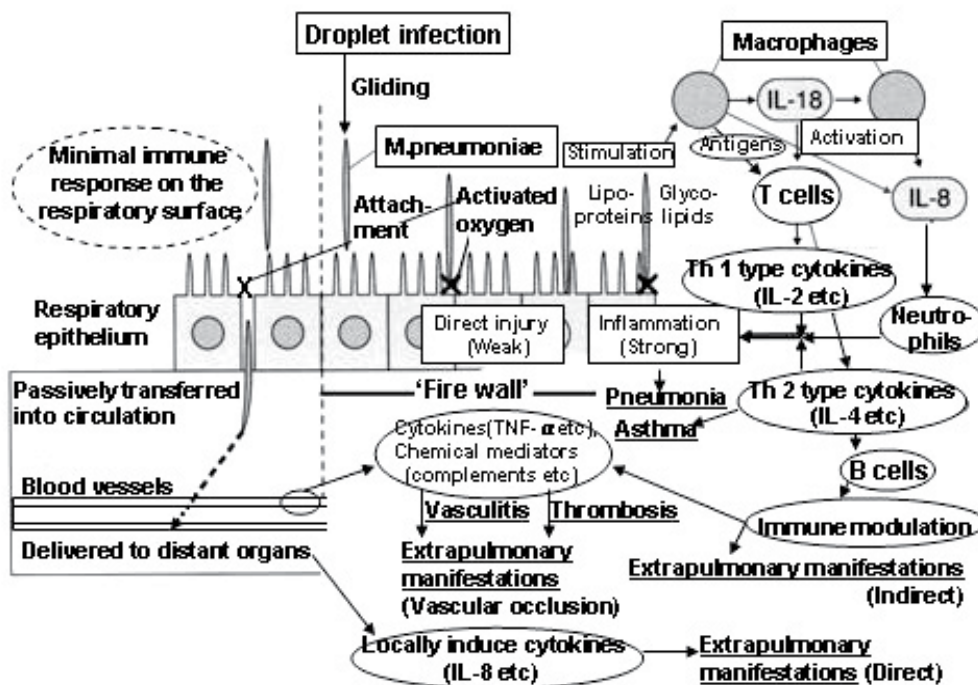 Droplet infection
Gliding
Macrophages
IL-18
Minimal immune
response on the
respiratory surface
M.pneumoniae
Stimulation
Antigens
Activation
T cells
IL-8
Attach-
ment
Activated
oxygen
Lipo-
proteins
Glyco-
lipids
Th 1 type cytokines
(IL-2 etc)
Respiratory
epithelium
Direct injury
(Weak)
Inflammation
(Strong)
Neutro-
phils
Passively transferred
into circulation
'Fire wall'
Pneumonia
Asthma
Th 2 type cytokines
(IL-4 etc)
Cytokines(TNF-α etc),
Chemical mediators
(complements etc)
B cells
Blood vessels
Vasculitis
Thrombosis
Immune modulation
Delivered to distant organs
Extrapulmonary
manifestations
(Vascular occlusion)
Extrapulmonary manifestations
(Indirect)
Locally induce cytokines
(IL-8 etc)
Extrapulmonary
manifestations (Direct)